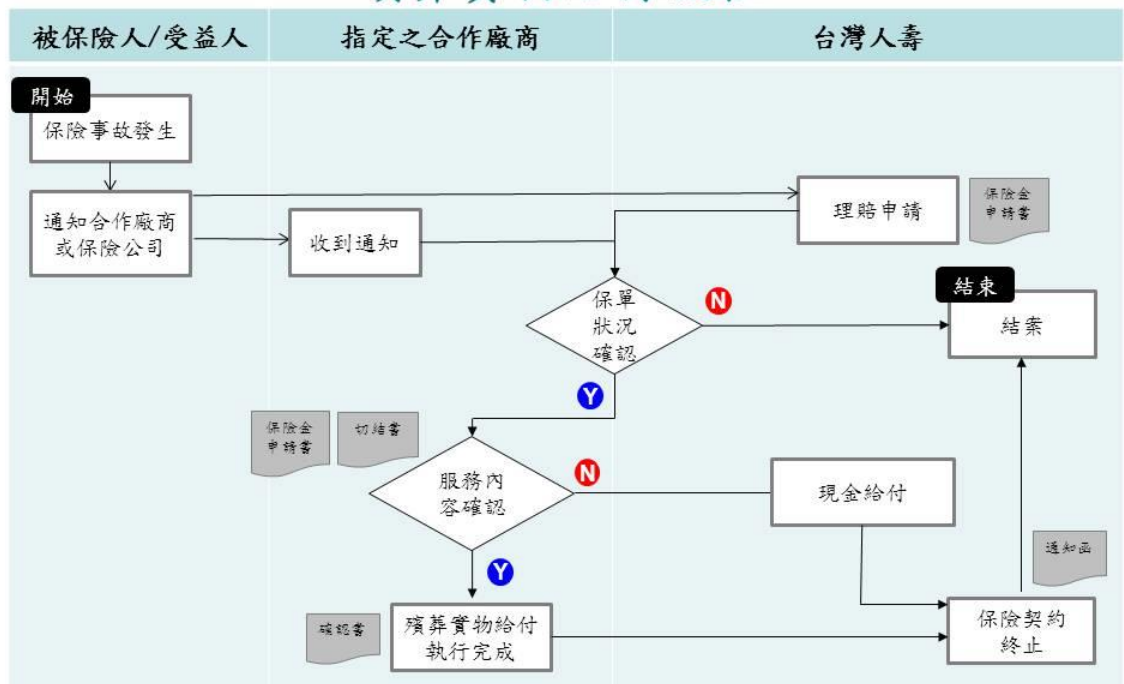 被保險人/受益人
指定之合作廠商
台灣人壽
開始
保險事故發生
通知合作廠商
或保險公司
收到通知
理賠申請
保險金
申請書
保單
狀況
確認
N
結束
結案
Y
保險金
申請書
切結書
服務內
容確認
N
現金給付
通知函
Y
確認書
殯葬實物給付
執行完成
保險契約
終止